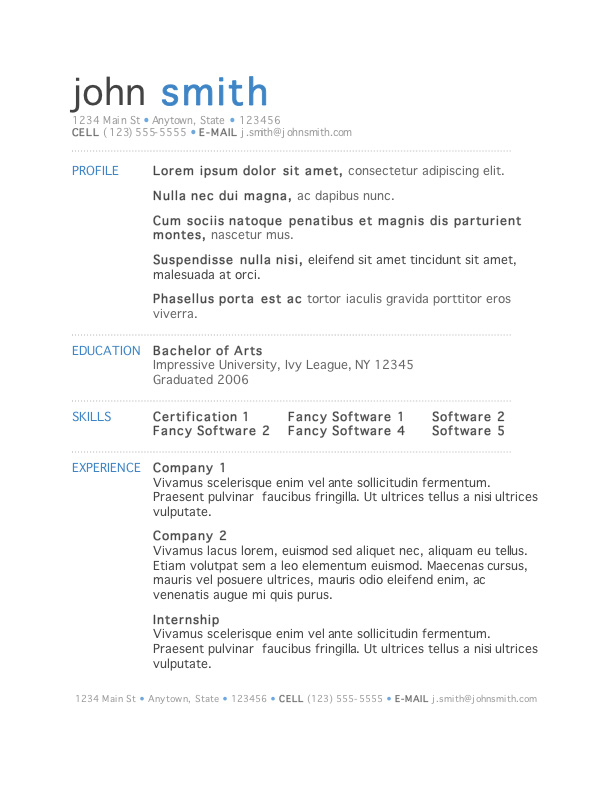 john smith
1234 Main St • Anytown, State • 123456
CELL (123) 555-5555 • E-MAIL j.smith@johnsmith.com
PROFILE
Lorem ipsum dolor sit amet, consectetur adipiscing elit.
Nulla nec dui magna, ac dapibus nunc.
Cum sociis natoque penatibus et magnis dis parturient
montes, nascetur mus.
Suspendisse nulla nisi, eleifend sit amet tincidunt sit amet,
malesuada at orci.
Phasellus porta est ac tortor iaculis gravida porttitor eros
viverra.
EDUCATION
Bachelor of Arts
Impressive University, Ivy League, NY 12345
Graduated 2006
SKILLS
Certification 1 Fancy Software 1 Software 2
Fancy Software 2 Fancy Software 4 Software 5
EXPERIENCE
Company 1
Vivamus scelerisque enim vel ante sollicitudin fermentum.
Praesent pulvinar faucibus fringilla. Ut ultrices tellus a nisi ultrices
vulputate.
Company 2
Vivamus lacus lorem, euismod sed aliquet nec, aliquam eu tellus.
Etiam volutpat sem a leo elementum euismod. Maecenas cursus,
mauris vel posuere ultrices, mauris odio eleifend enim, ac
venenatis augue mi quis purus.
Internship
Vivamus scelerisque enim vel ante sollicitudin fermentum.
Praesent pulvinar faucibus fringilla. Ut ultrices tellus a nisi ultrices
vulputate.
1234 Main St • Anytown, State • 123456 • CELL (123) 555-5555 • E-MAIL j.smith@johnsmith.com